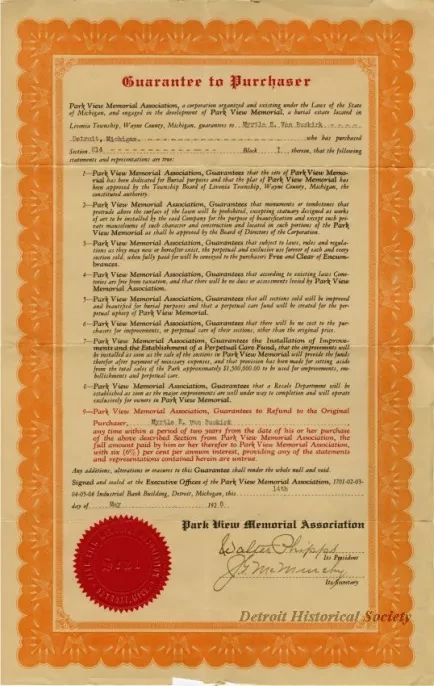 Guarantee to Purchaser
Park View Memorial Association, a corporation organized and existing under the Laws of the State
of Michigan, and engaged in the development of Park View Memorial, a burial estate located in
Livonia Township, Wayne County, Michigan, guarantees to Myrtle E. Von Buskirk
Detroit, Michigan. who has purchased
Section 614 Block I therein, that the following
statements and representations are true:
1—Park View Memorial Association, Guarantees that the site of Park View Memo-
rial has been dedicated for Burial purposes and that the plat of Park View Memorial has
been approved by the Township Board of Livonia Township, Wayne County, Michigan, the
constituted authority.
2—Park View Memorial Association, Guarantees that monuments or tombstones that
protrude above the surface of the lawn will be prohibited, excepting statuary designed as works
of art to be installed by the said Company for the purpose of beautification and except such pri-
vate mausoleums of such character and construction and located in such portions of the Park
View Memorial as shall be approved by the Board of Directors of the Corporation.
3—Park View Memorial Association, Guarantees that subject to laws, rules and regula-
tions as they may now or hereafter exist, the perpetual and exclusive use forever of each and every
section sold, when fully paid for will be conveyed to the purchasers Free and Clear of Encum-
brances.
4—Park View Memorial Association, Guarantees that according to existing laws Ceme-
teries are free from taxation, and that there will be no dues or assessments levied by Park View
Memorial Association.
5—Park View Memorial Association, Guarantees that all sections sold will be improved
and beautified for burial purposes and that a perpetual care fund will be created for the per-
petual upkeep of Park View Memorial.
6—Park View Memorial Association, Guarantees that there will be no cost to the pur-
chasers for improvements, or perpetual care of their sections, other than the original price.
7—Park View Memorial Association, Guarantees the Installation of Improve-
ments and the Establishment of a Perpetual Care Fund, that the improvements will
be installed as soon as the sale of the sections in Park View Memorial will provide the funds
therefor after payment of necessary expenses, and that provision has been made for setting aside
from the total sales of the Park approximately $1,500,000.00 to be used for improvements, em-
bellishments and perpetual care.
8—Park View Memorial Association, Guarantees that a Resale Department will be
established as soon as the major improvements are well under way to completion and will operate
exclusively for owners in Park View Memorial.
9—Park View Memorial Association, Guarantees to Refund to the Original
Purchaser, Myrtle E. von Buskirk
any time within a period of two years from the date of his or her purchase
of the above described Section from Park View Memorial Association, the
full amount paid by him or her therefor to Park View Memorial Association,
with six (6%) per cent per annum interest, providing any of the statements
and representations contained herein are untrue.
Any additions, alterations or erasures to this Guarantee shall render the whole null and void.
Signed and sealed at the Executive Offices of the Park View Memorial Association, 1701-02-03-
04-05-06 Industrial Bank Building, Detroit, Michigan, this 14th
day of May 192
Park View Memorial Association
Walter Phipps
Its President
Its Secretary
Seal
Detroit Historical Society